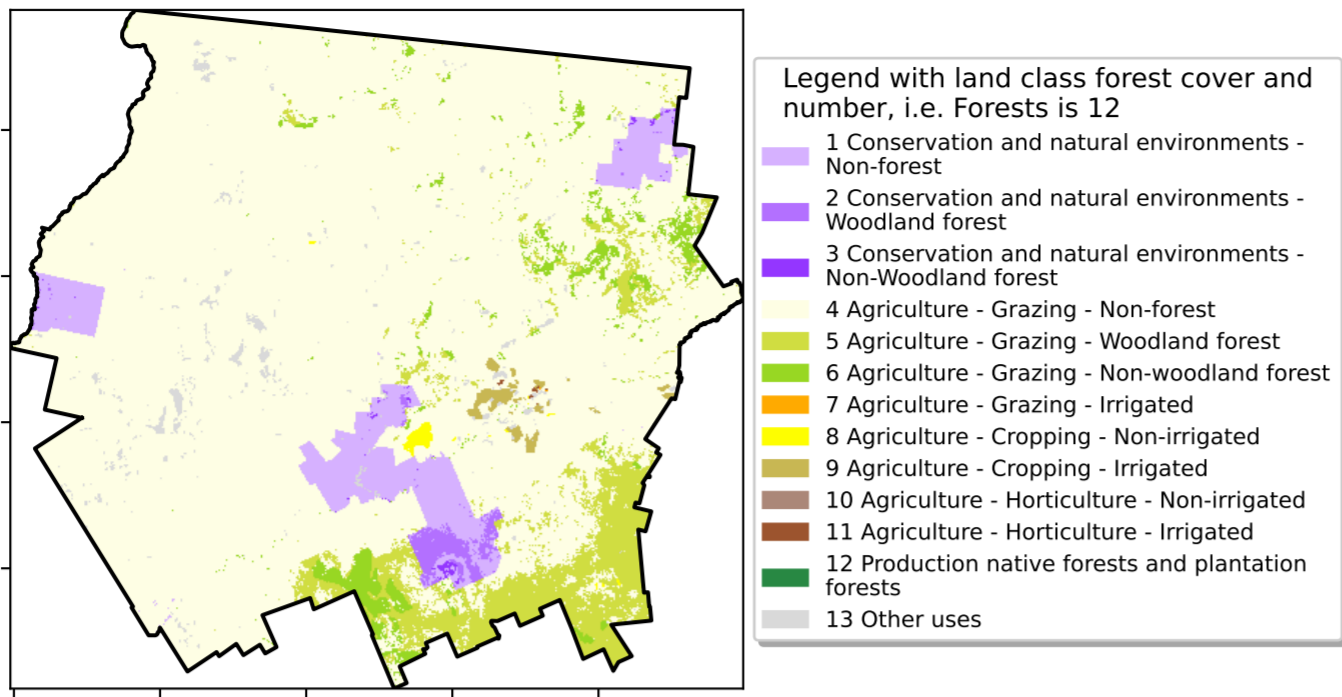 Legend with land class forest cover and
number, i.e. Forests is 12
1 Conservation and natural environments -
Non-forest
2 Conservation and natural environments -
Woodland forest
3 Conservation and natural environments -
Non-Woodland forest
4 Agriculture - Grazing - Non-forest
5 Agriculture - Grazing - Woodland forest
6 Agriculture - Grazing - Non-woodland forest
7 Agriculture - Grazing - Irrigated
8 Agriculture - Cropping - Non-irrigated
9 Agriculture - Cropping - Irrigated
10 Agriculture - Horticulture - Non-irrigated
11 Agriculture - Horticulture - Irrigated
12 Production native forests and plantation
forests
13 Other uses